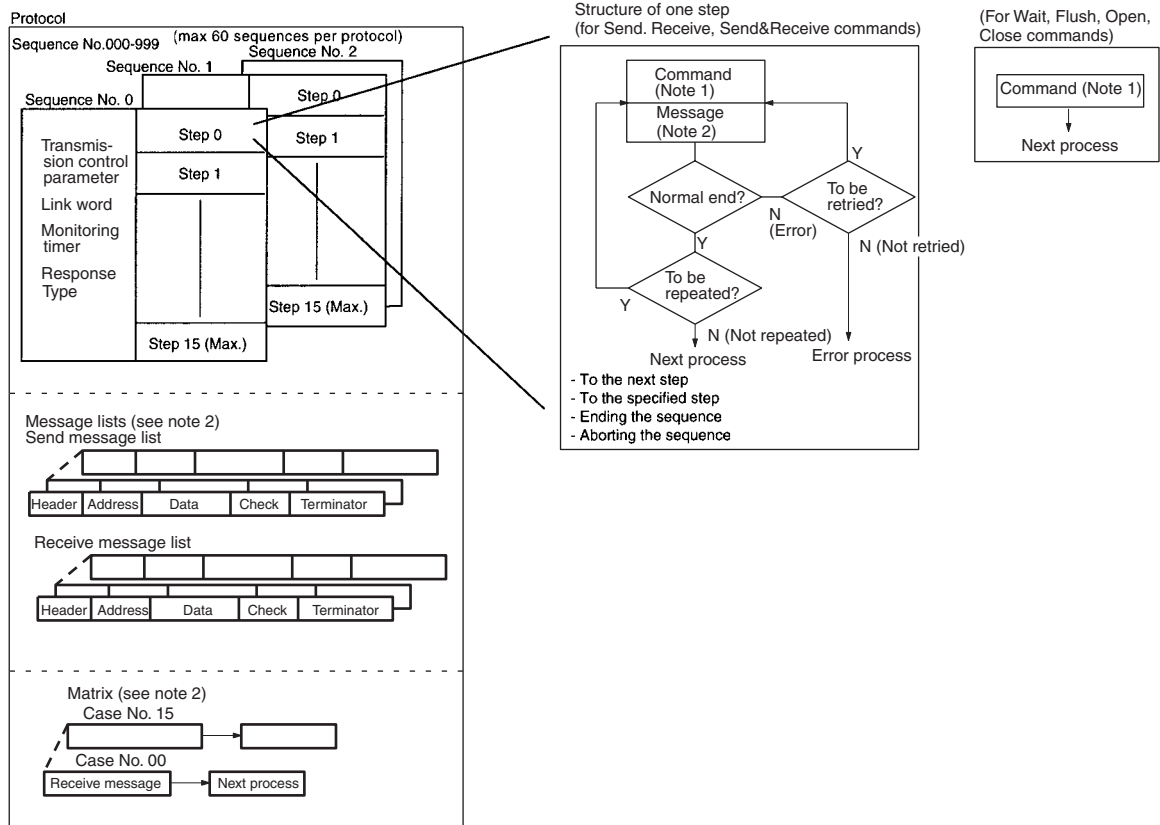 Protocol
Sequence No.000-999 (max 60 sequences per protocol)
Sequence No. 2
Sequence No. 1
Sequence No. 0
Step 0
Step 1
Step 15 (Max.)
Transmis-
sion control
parameter
Link word
Monitoring
timer
Response
Type
Step 0
Step 1
Step 15 (Max.)
Message lists (see note 2)
Send message list
Header Address Data Check Terminator
Receive message list
Header Address Data Check Terminator
Matrix (see note 2)
Case No. 15
Case No. 00
Receive message Next process
Structure of one step
(for Send. Receive, Send&Receive commands)
Command
(Note 1)
Message
(Note 2)
Normal end?
N
(Error)
To be
retried?
Y
N (Not retried)
Y
To be
repeated?
Y
N (Not repeated)
Next process
Error process
- To the next step
- To the specified step
- Ending the sequence
- Aborting the sequence
(For Wait, Flush, Open,
Close commands)
Command (Note 1)
Next process